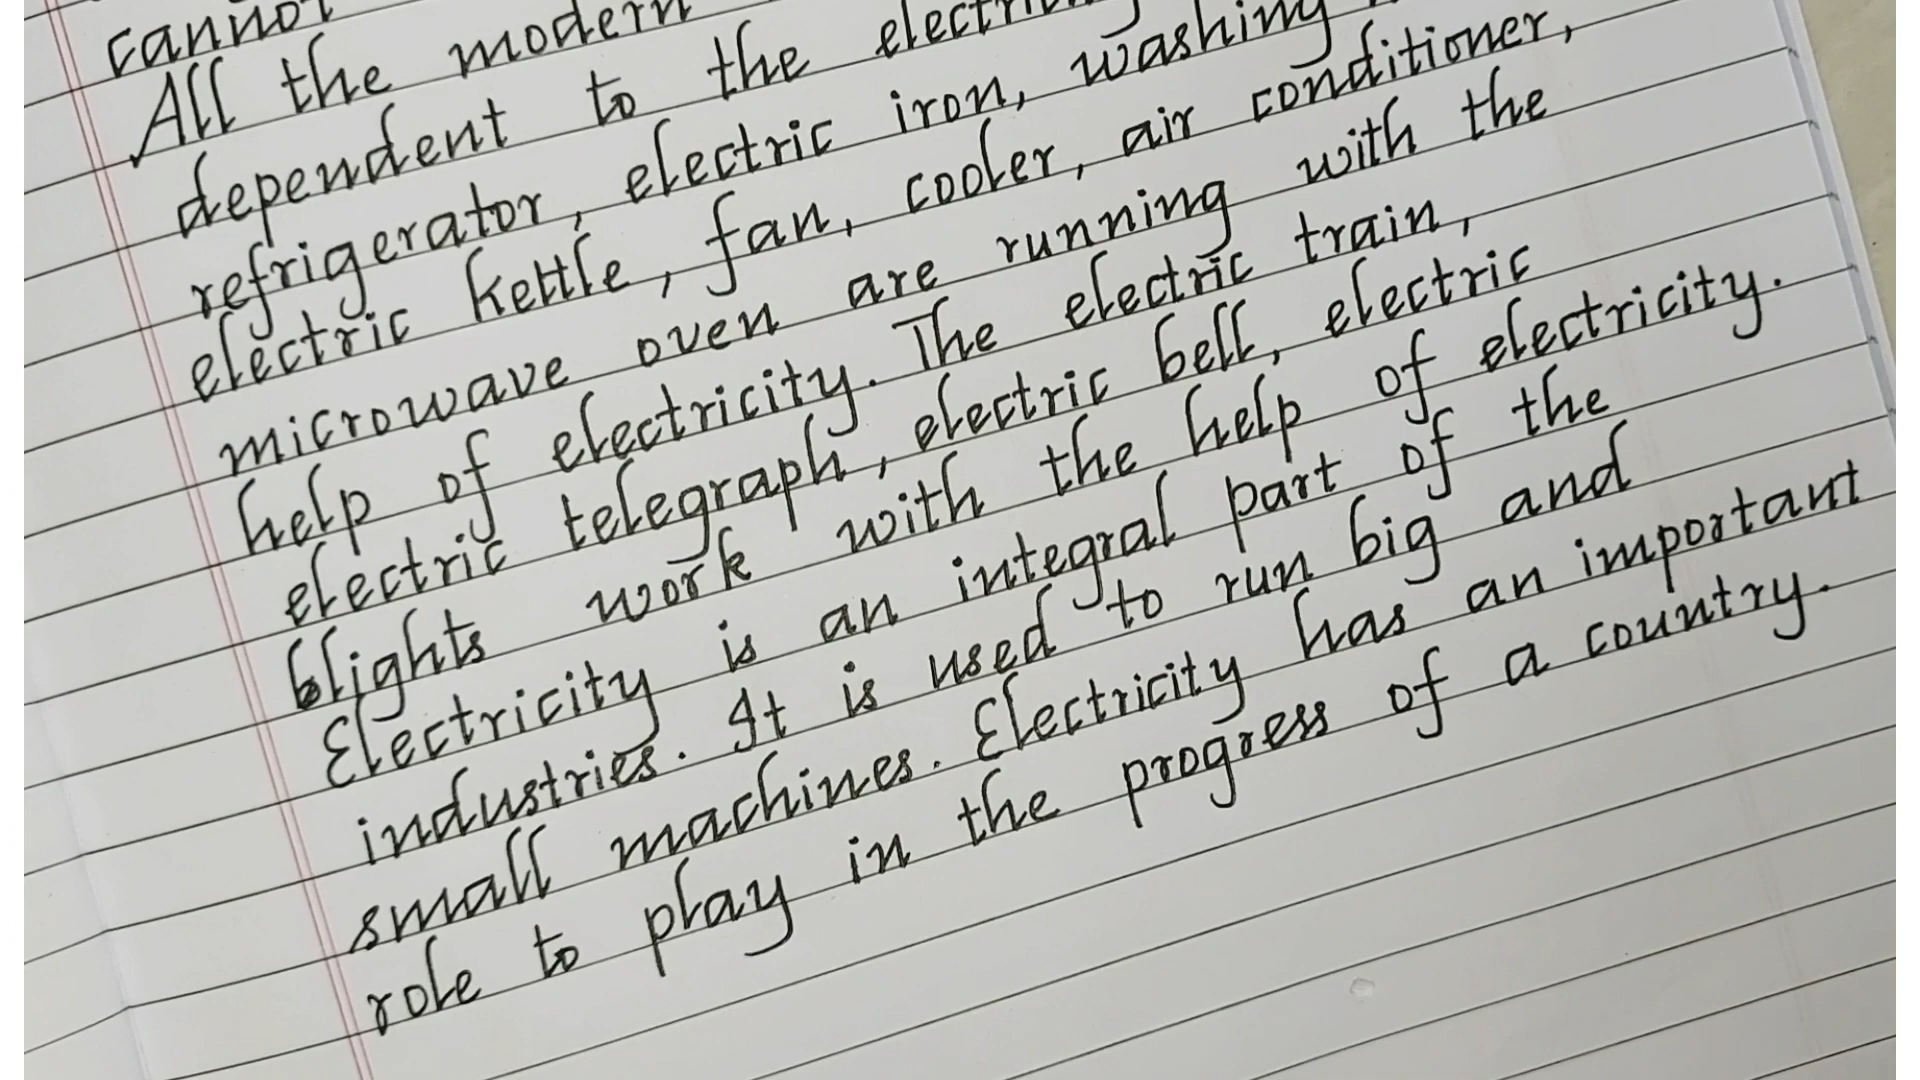 cannot
All the modern
dependent to the
refrigerator, electric iron, washing
electric kettle, fan, cooler, air conditioner,
microwave oven are running with the
help of electricity. The electric train,
electric telegraph, electric bell, electric
lights work with the help of electricity.
Electricity is an integral part of the
industries. It is used to run big and
small machines. Electricity has an important
role to play in the progress of a country.